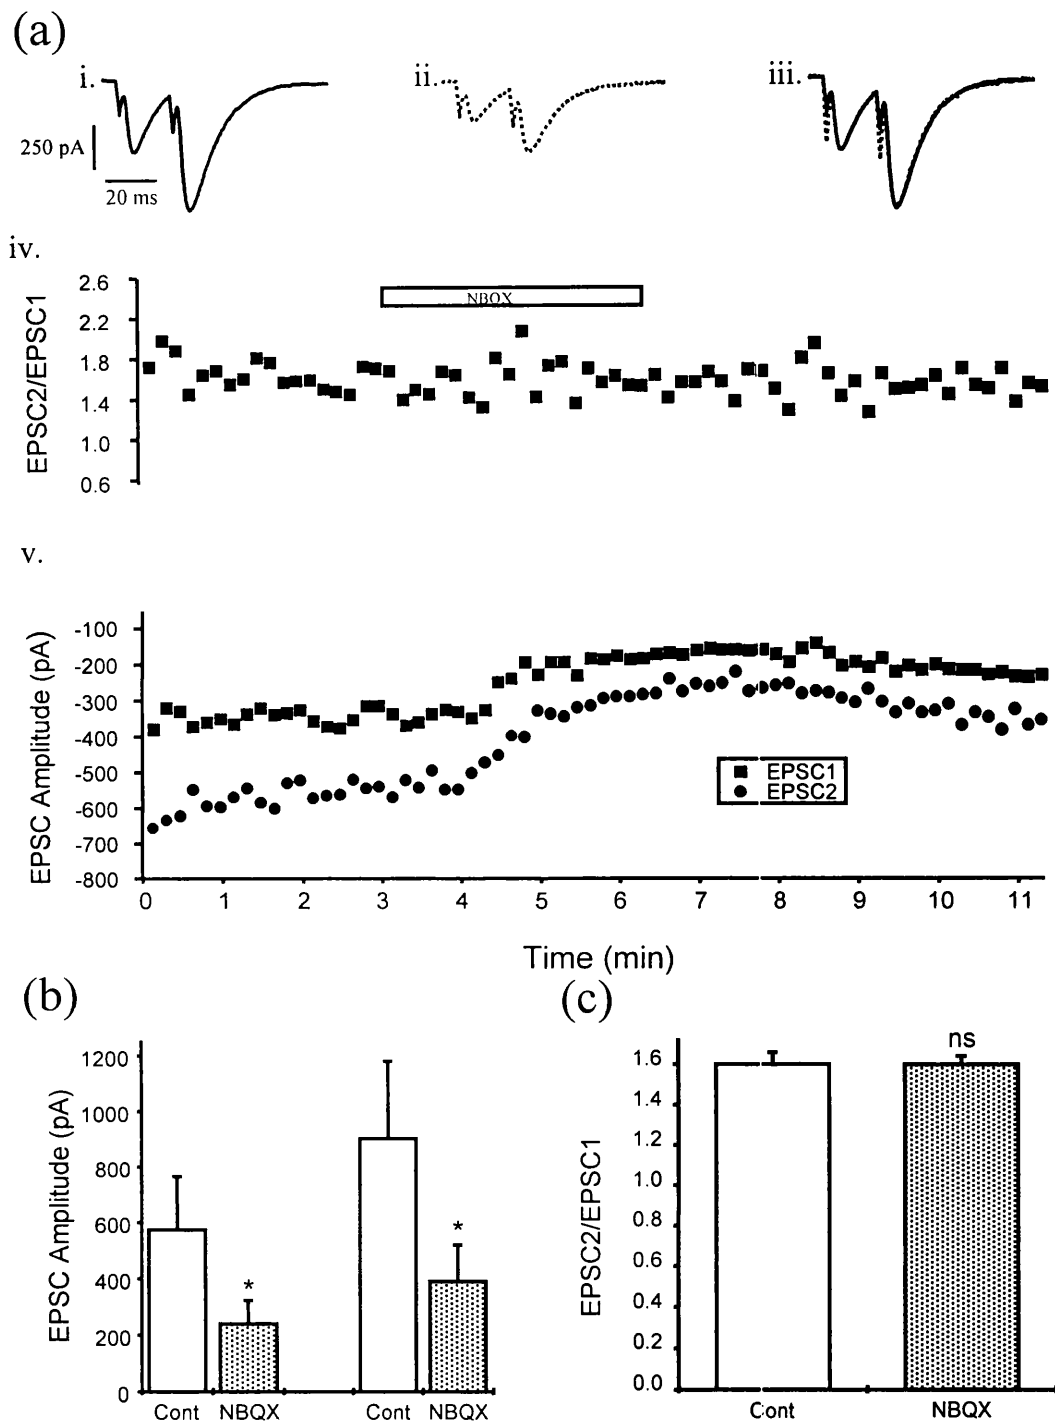 (a)
i.
ii.
iii.
250 pA
20 ms
iv.
EPSC2/EPSC1
2.6
2.2
1.8
1.4
1.0
0.6
NBQX
v.
EPSC Amplitude (pA)
-100
-200
-300
-400
-500
-600
-700
-800
EPSC1
EPSC2
0 1 2 3 4 5 6 7 8 9 10 11
Time (min)
(b)
EPSC Amplitude (pA)
1200
1000
800
600
400
200
0
*
*
Cont NBQX Cont NBQX
(c)
EPSC2/EPSC1
1.6
1.4
1.2
1.0
0.8
0.6
0.4
0.2
0.0
ns
Cont NBQX